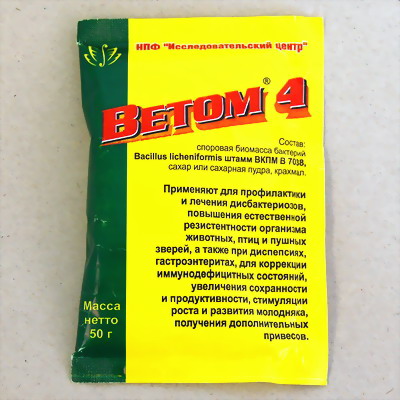 НПФ "Исследовательский центр"
ВЕТОМ® 4
Состав:
споровая биомасса бактерий
Bacillus licheniformis штамм ВКПМ В 7038,
сахар или сахарная пудра, крахмал.
Применяют для профилактики
и лечения дисбактериозов,
повышения естественной
резистентности организма
животных, птиц и пушных
зверей, а также при диспепсиях,
гастроэнтеритах, для коррекции
иммунодефицитных состояний,
увеличения сохранности
и продуктивности, стимуляции
роста и развития молодняка,
получения дополнительных
привесов.
Масса
нетто
50 г